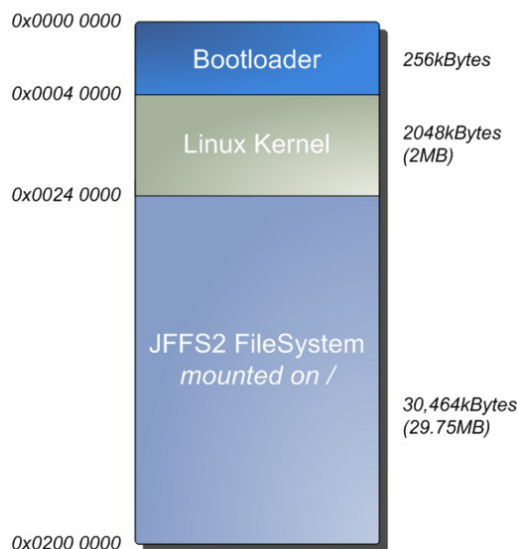 0x0000 0000
Bootloader
256kBytes
0x0004 0000
Linux Kernel
2048kBytes
(2MB)
0x0024 0000
JFFS2 FileSystem
mounted on /
30,464kBytes
(29.75MB)
0x0200 0000